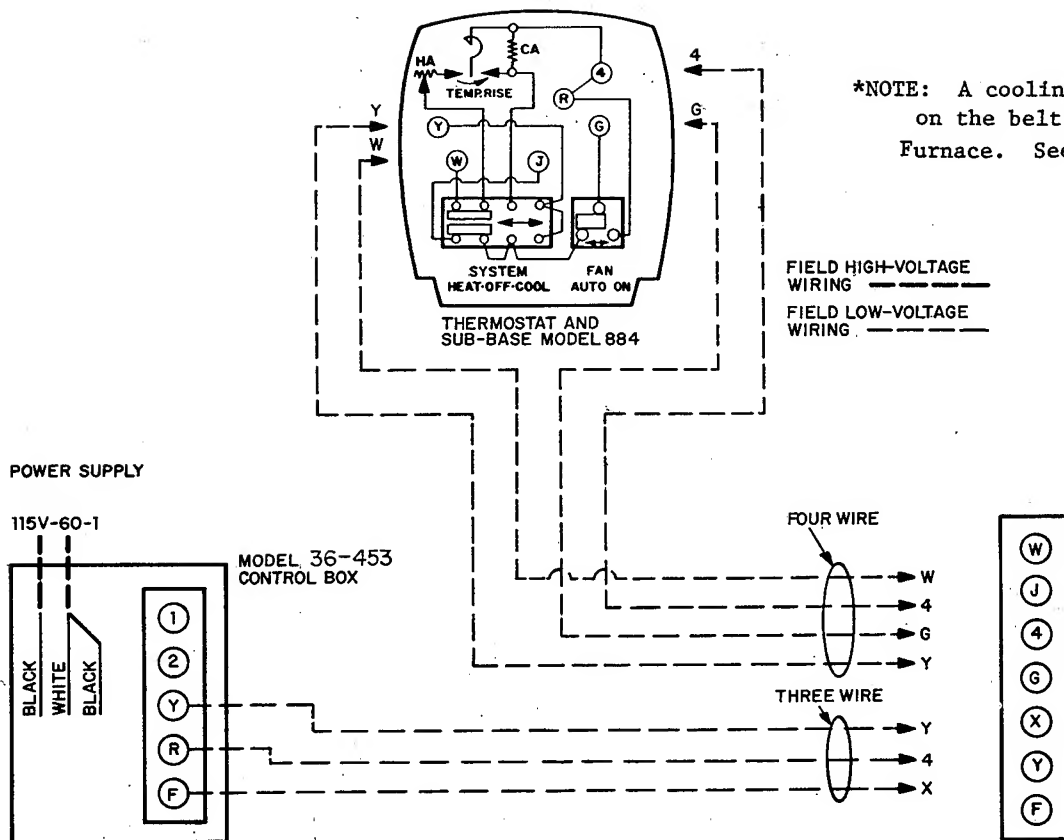 4
CA
HA
4
*NOTE: A coolin
TEMP.RISE
R
on the belt
Y
Y
G
G
Furnace. See
W
W
J
SYSTEM
HEAT-OFF-COOL
FAN
AUTO ON
FIELD HIGH-VOLTAGE
WIRING
FIELD LOW-VOLTAGE
WIRING
THERMOSTAT AND
SUB-BASE MODEL 884
POWER SUPPLY
115V-60-1
MODEL 36-453
CONTROL BOX
BLACK
WHITE
BLACK
1
2
Y
R
F
FOUR WIRE
W
4
G
Y
THREE WIRE
Y
4
X
W
J
4
G
X
Y
F